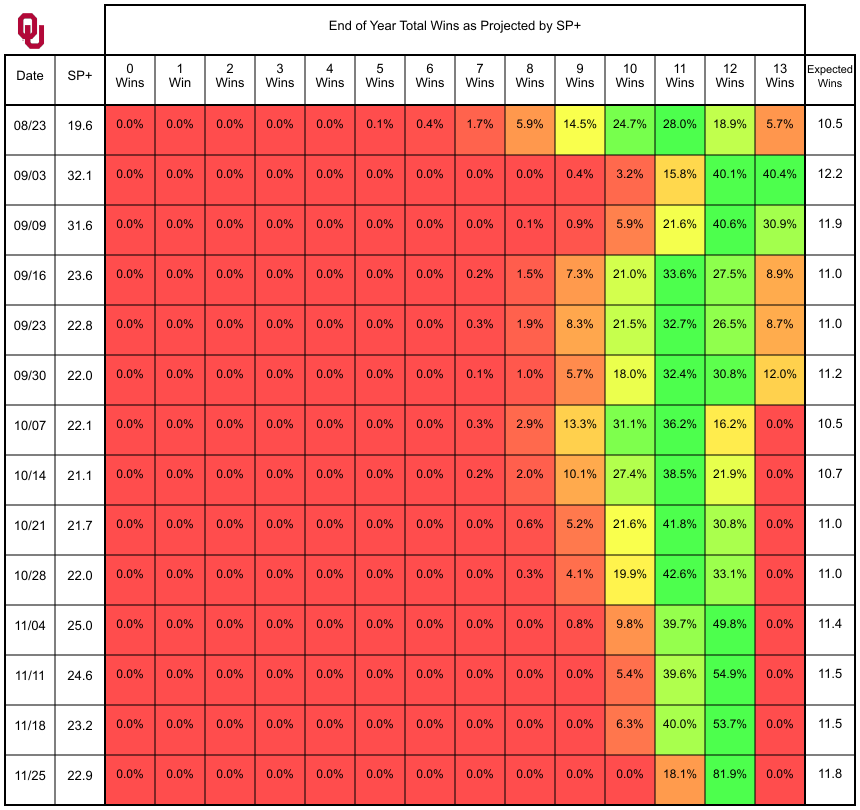 OU
End of Year Total Wins as Projected by SP+
Date SP+ 0 Wins 1 Win 2 Wins 3 Wins 4 Wins 5 Wins 6 Wins 7 Wins 8 Wins 9 Wins 10 Wins 11 Wins 12 Wins 13 Wins Expected Wins
08/23 19.6 0.0% 0.0% 0.0% 0.0% 0.0% 0.1% 0.4% 1.7% 5.9% 14.5% 24.7% 28.0% 18.9% 5.7% 10.5
09/03 32.1 0.0% 0.0% 0.0% 0.0% 0.0% 0.0% 0.0% 0.0% 0.0% 0.4% 3.2% 15.8% 40.1% 40.4% 12.2
09/09 31.6 0.0% 0.0% 0.0% 0.0% 0.0% 0.0% 0.0% 0.0% 0.1% 0.9% 5.9% 21.6% 40.6% 30.9% 11.9
09/16 23.6 0.0% 0.0% 0.0% 0.0% 0.0% 0.0% 0.0% 0.2% 1.5% 7.3% 21.0% 33.6% 27.5% 8.9% 11.0
09/23 22.8 0.0% 0.0% 0.0% 0.0% 0.0% 0.0% 0.0% 0.3% 1.9% 8.3% 21.5% 32.7% 26.5% 8.7% 11.0
09/30 22.0 0.0% 0.0% 0.0% 0.0% 0.0% 0.0% 0.0% 0.1% 1.0% 5.7% 18.0% 32.4% 30.8% 12.0% 11.2
10/07 22.1 0.0% 0.0% 0.0% 0.0% 0.0% 0.0% 0.0% 0.3% 2.9% 13.3% 31.1% 36.2% 16.2% 0.0% 10.5
10/14 21.1 0.0% 0.0% 0.0% 0.0% 0.0% 0.0% 0.0% 0.2% 2.0% 10.1% 27.4% 38.5% 21.9% 0.0% 10.7
10/21 21.7 0.0% 0.0% 0.0% 0.0% 0.0% 0.0% 0.0% 0.0% 0.6% 5.2% 21.6% 41.8% 30.8% 0.0% 11.0
10/28 22.0 0.0% 0.0% 0.0% 0.0% 0.0% 0.0% 0.0% 0.0% 0.3% 4.1% 19.9% 42.6% 33.1% 0.0% 11.0
11/04 25.0 0.0% 0.0% 0.0% 0.0% 0.0% 0.0% 0.0% 0.0% 0.0% 0.8% 9.8% 39.7% 49.8% 0.0% 11.4
11/11 24.6 0.0% 0.0% 0.0% 0.0% 0.0% 0.0% 0.0% 0.0% 0.0% 0.0% 5.4% 39.6% 54.9% 0.0% 11.5
11/18 23.2 0.0% 0.0% 0.0% 0.0% 0.0% 0.0% 0.0% 0.0% 0.0% 0.0% 6.3% 40.0% 53.7% 0.0% 11.5
11/25 22.9 0.0% 0.0% 0.0% 0.0% 0.0% 0.0% 0.0% 0.0% 0.0% 0.0% 0.0% 18.1% 81.9% 0.0% 11.8